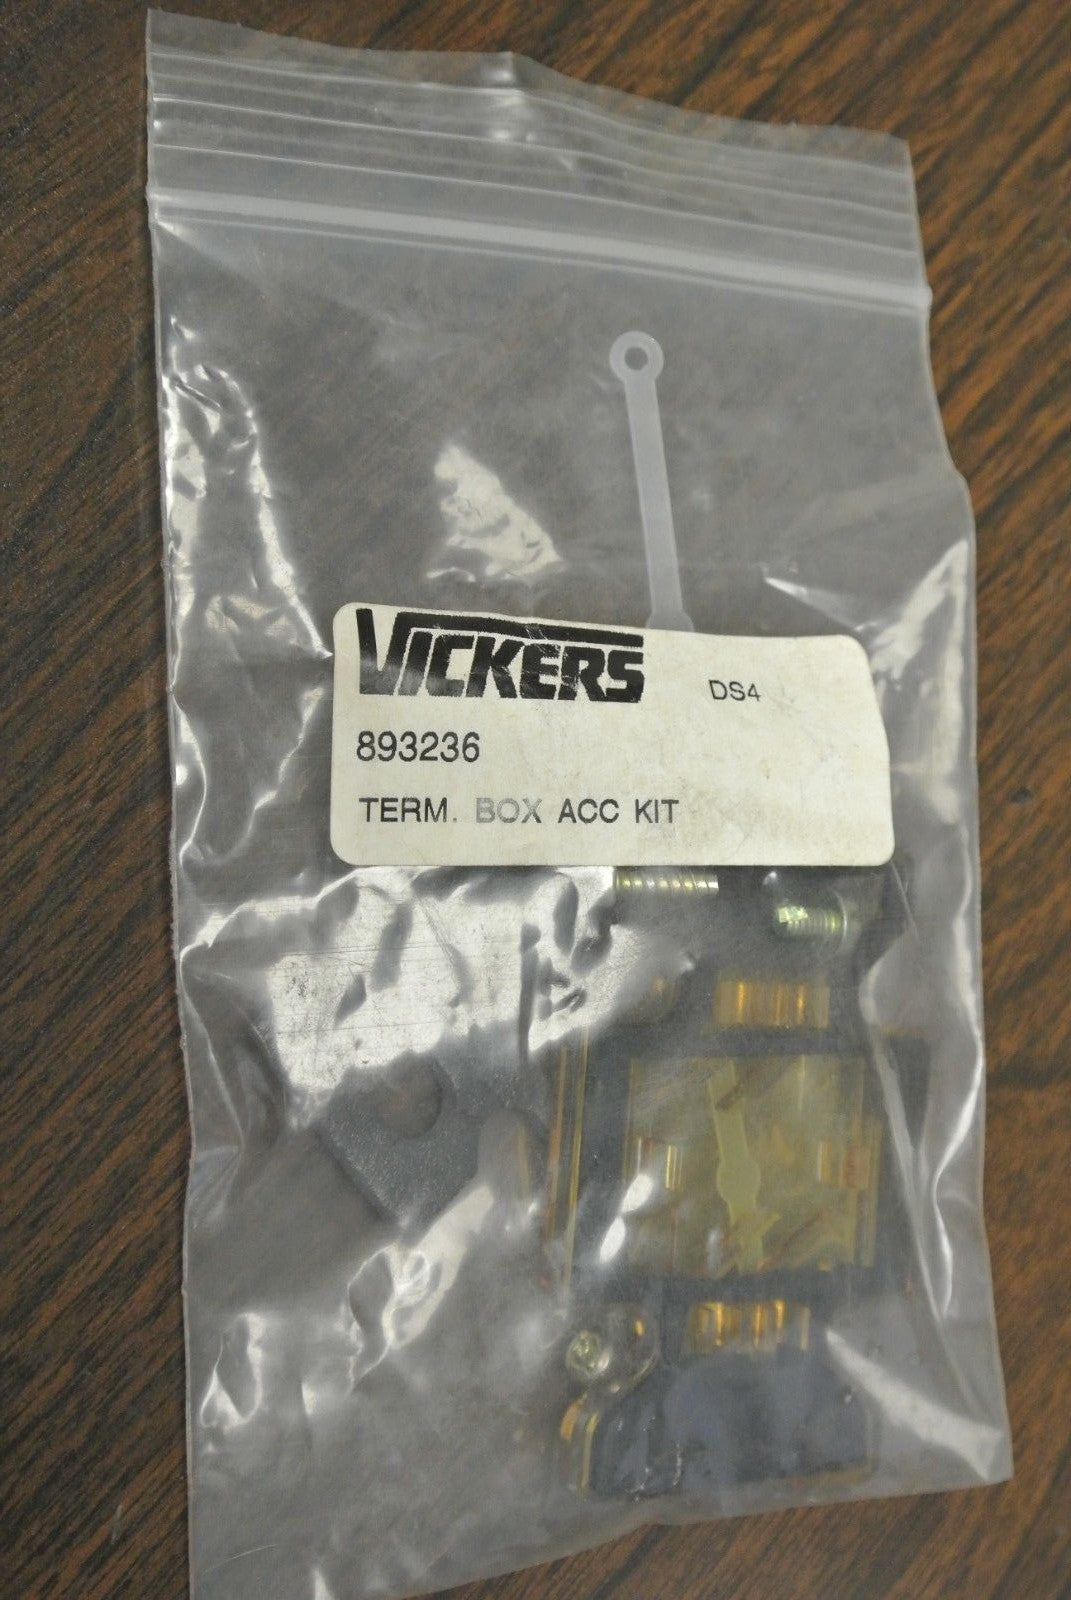 VICKERS DS4
893236
TERM. BOX ACC KIT